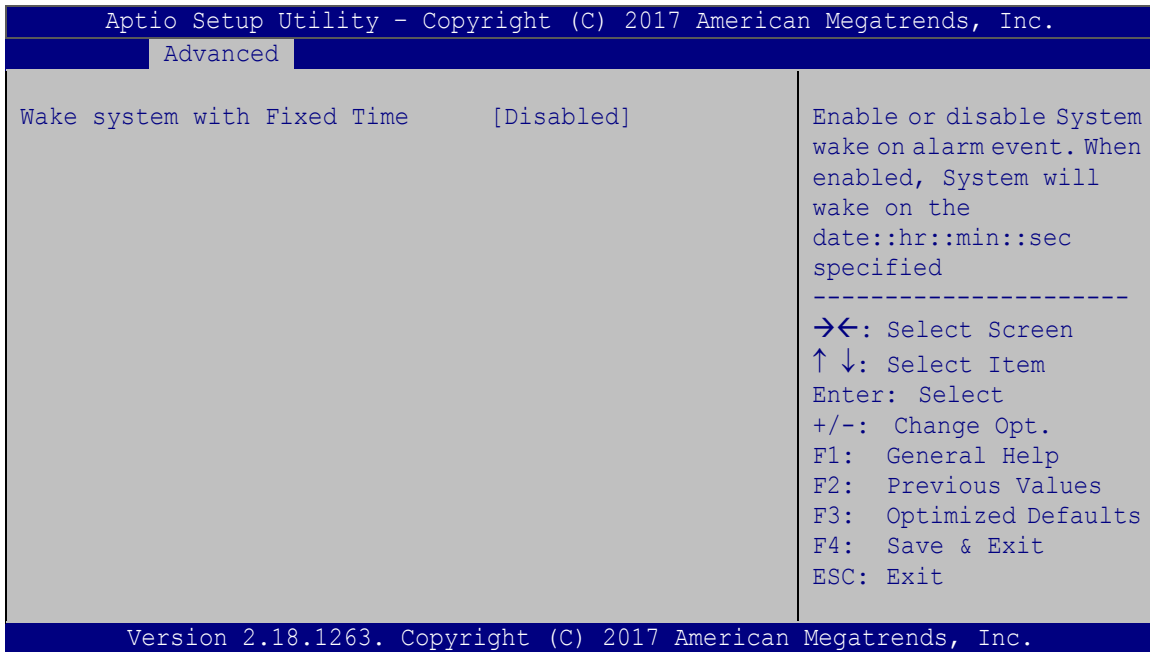 Aptio Setup Utility – Copyright (C) 2017 American Megatrends, Inc.
Advanced
Wake system with Fixed Time [Disabled]
Enable or disable System
wake on alarm event. When
enabled, System will
wake on the
date::hr::min::sec
specified
----------------------
→←: Select Screen
↑ ↓: Select Item
Enter: Select
+/-: Change Opt.
F1: General Help
F2: Previous Values
F3: Optimized Defaults
F4: Save & Exit
ESC: Exit
Version 2.18.1263. Copyright (C) 2017 American Megatrends, Inc.